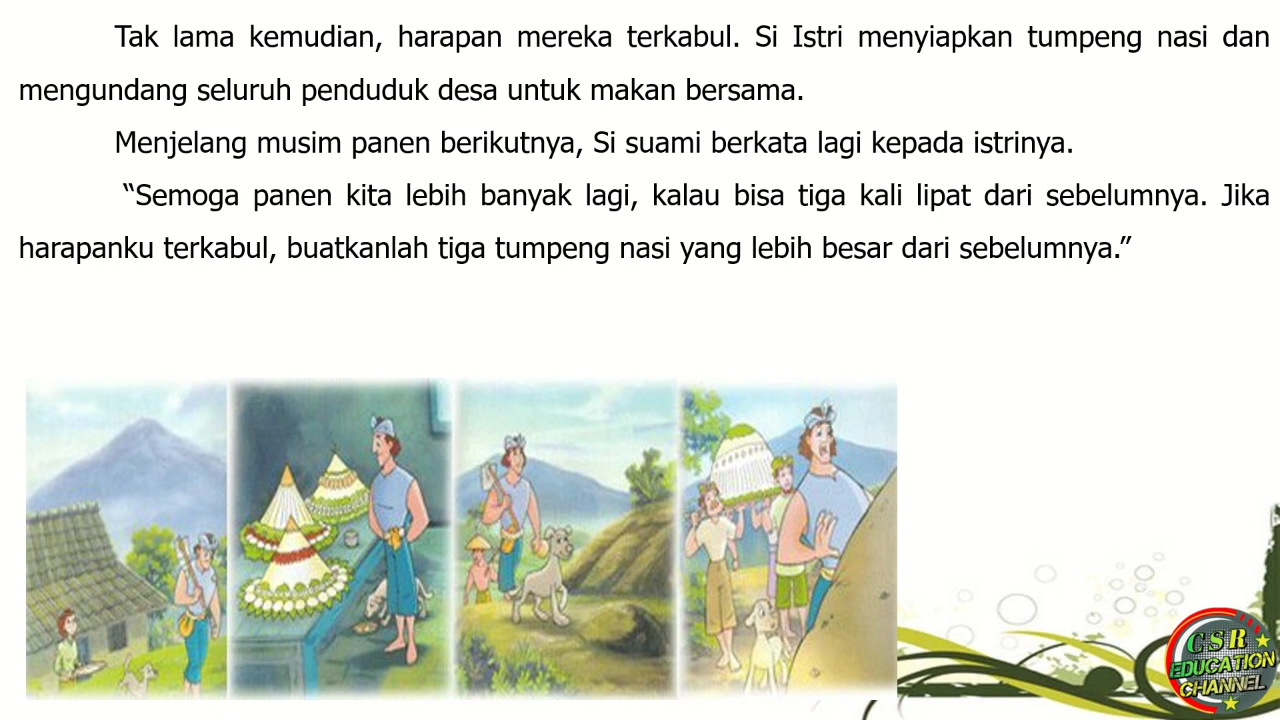 Tak lama kemudian, harapan mereka terkabul. Si Istri menyiapkan tumpeng nasi dan
mengundang seluruh penduduk desa untuk makan bersama.
Menjelang musim panen berikutnya, Si suami berkata lagi kepada istrinya.
“Semoga panen kita lebih banyak lagi, kalau bisa tiga kali lipat dari sebelumnya. Jika
harapanku terkabul, buatkanlah tiga tumpeng nasi yang lebih besar dari sebelumnya.”
CSR
EDUCATION
CHANNEL